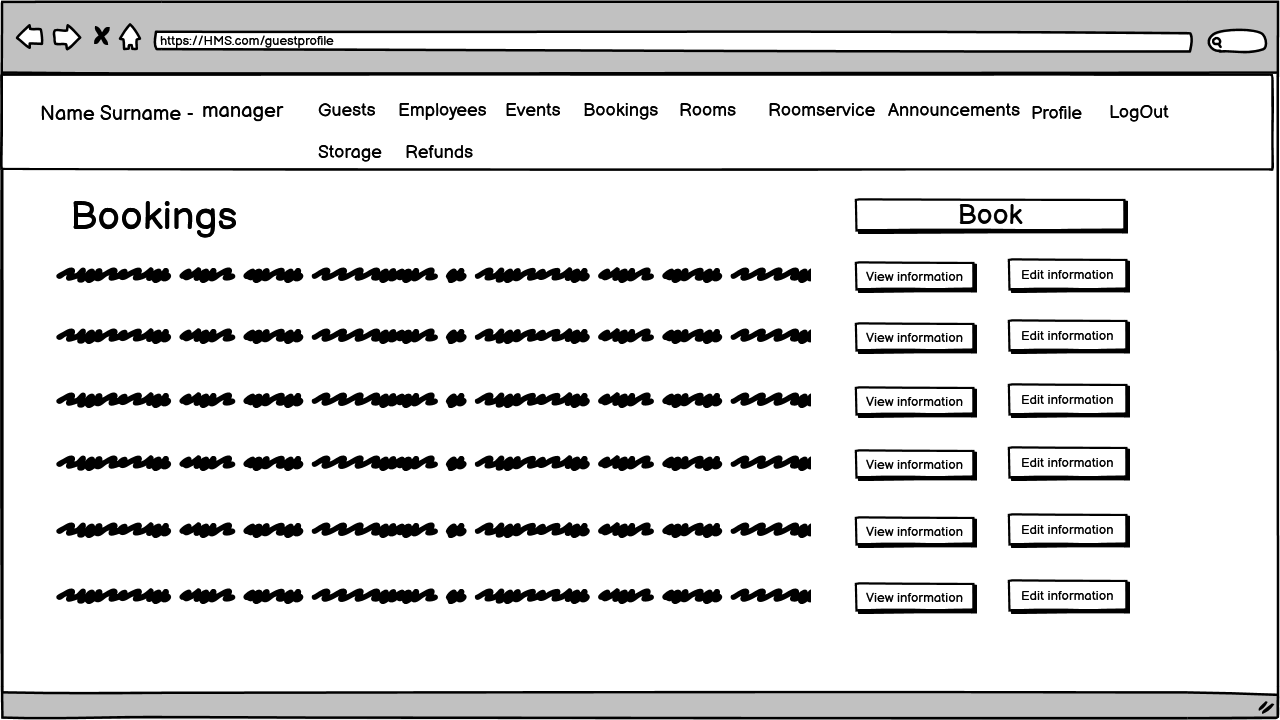 https://HMS.com/guestprofile
Name Surname - manager Guests Employees Events Bookings Rooms Roomservice Announcements Profile LogOut
Storage Refunds
Bookings Book
View information Edit information
View information Edit information
View information Edit information
View information Edit information
View information Edit information
View information Edit information